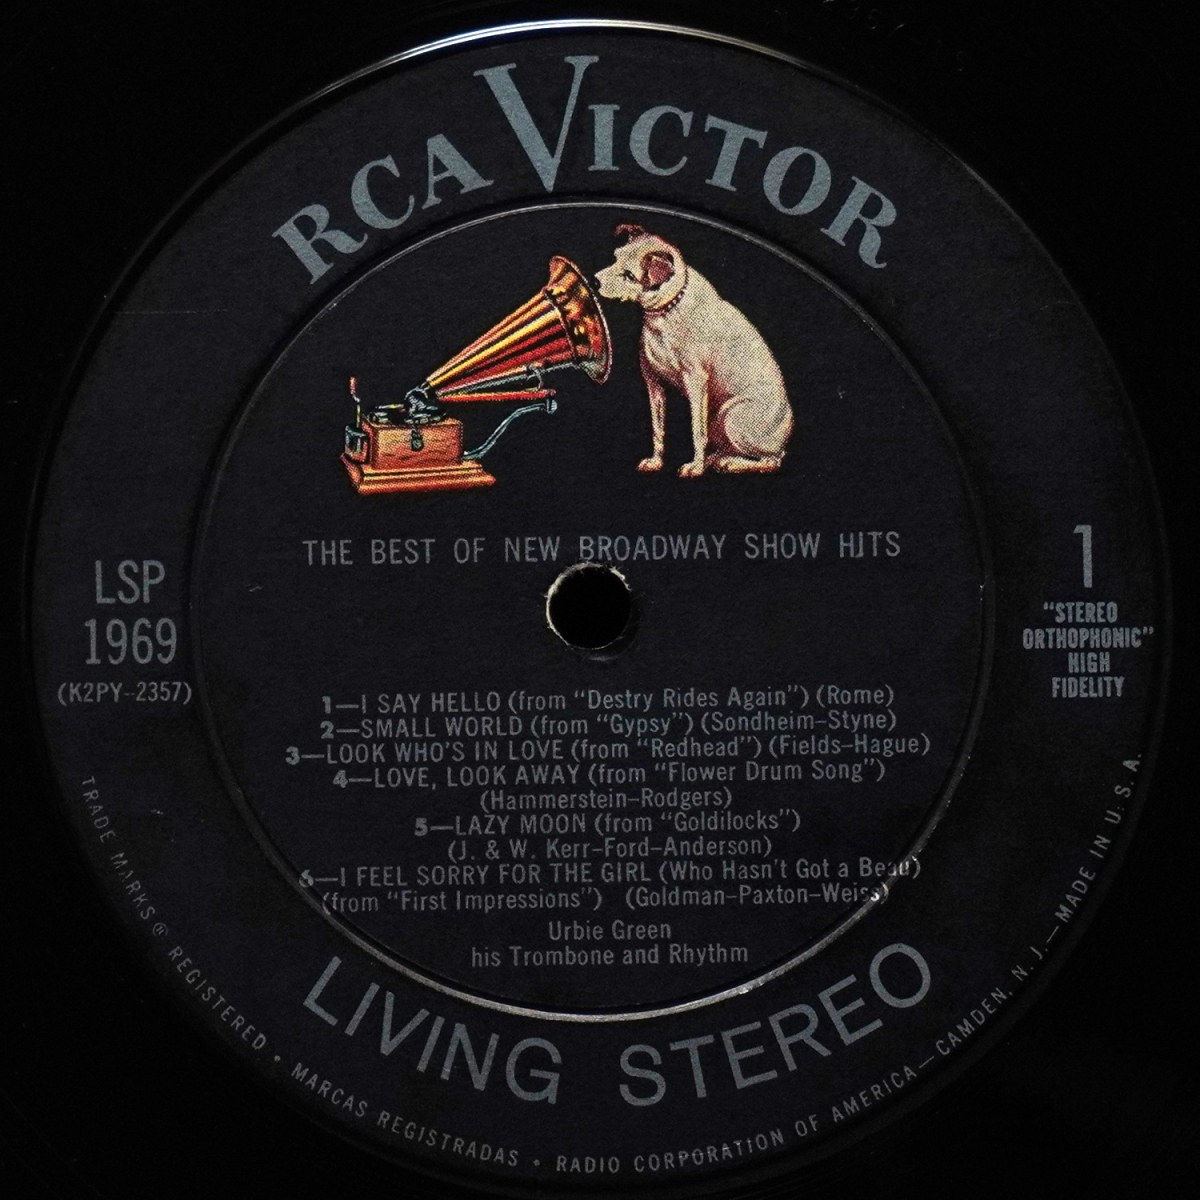 RCA VICTOR
THE BEST OF NEW BROADWAY SHOW HITS
LSP
1969
(K2PY-2357)
1
"STEREO
ORTHOPHONIC"
HIGH
FIDELITY
1—I SAY HELLO (from "Destry Rides Again") (Rome)
2—SMALL WORLD (from "Gypsy") (Sondheim-Styne)
3—LOOK WHO'S IN LOVE (from "Redhead") (Fields-Hague)
4—LOVE, LOOK AWAY (from "Flower Drum Song")
(Hammerstein-Rodgers)
5—LAZY MOON (from "Goldilocks")
(J. & W. Kerr-Ford-Anderson)
6—I FEEL SORRY FOR THE GIRL (Who Hasn't Got a Beau)
(from "First Impressions") (Goldman-Paxton-Weiss)
Urbie Green
his Trombone and Rhythm
LIVING STEREO
TRADE MARKS ® REGISTERED • MARCAS REGISTRADAS • RADIO CORPORATION OF AMERICA—CAMDEN, N. J.—MADE IN U. S. A.